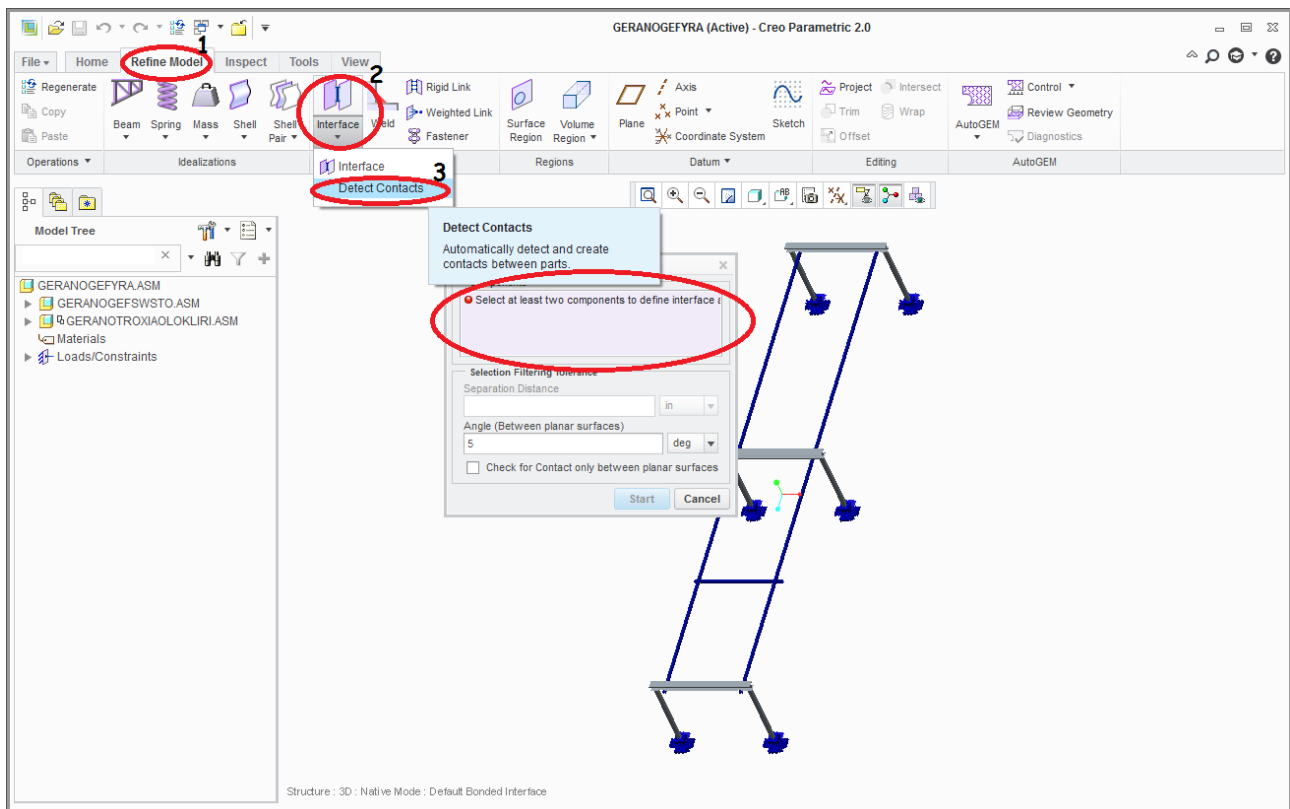 GERANOGEFYRA (Active) - Creo Parametric 2.0
1
File Home Refine Model Inspect Tools View
2
Regenerate
Copy
Paste
Beam Spring Mass Shell Shell Pair
Interface Weld
Rigid Link
Weighted Link
Fastener
Surface Region Volume Region
Plane
Axis
Point
Coordinate System
Sketch
Project Intersect
Trim Wrap
Offset
AutoGEM
Control
Review Geometry
Diagnostics
Operations Idealizations Regions Datum Editing AutoGEM
Interface
3
Detect Contacts
Detect Contacts
Automatically detect and create
contacts between parts.
Model Tree
GERANOGEFYRA.ASM
GERANOGEFSWSTO.ASM
GERANOTROXIAOLOKLIRI.ASM
Materials
Loads/Constraints
Select at least two components to define interface
Selection Filtering Tolerance
Separation Distance
in
Angle (Between planar surfaces)
5 deg
Check for Contact only between planar surfaces
Start Cancel
Structure : 3D : Native Mode : Default Bonded Interface